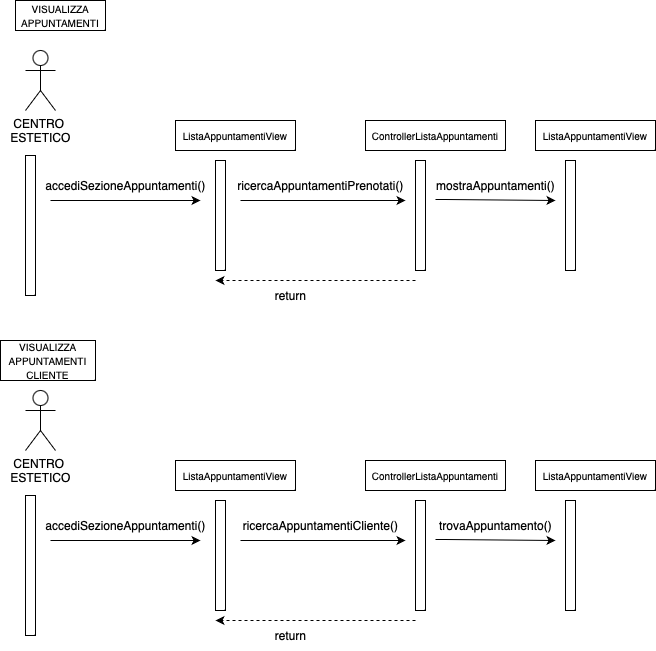 VISUALIZZA
APPUNTAMENTI
CENTRO
ESTETICO
ListaAppuntamentiView
ControllerListaAppuntamenti
ListaAppuntamentiView
accediSezioneAppuntamenti()
ricercaAppuntamentiPrenotati()
mostraAppuntamenti()
return
VISUALIZZA
APPUNTAMENTI
CLIENTE
CENTRO
ESTETICO
ListaAppuntamentiView
ControllerListaAppuntamenti
ListaAppuntamentiView
accediSezioneAppuntamenti()
ricercaAppuntamentiCliente()
trovaAppuntamento()
return